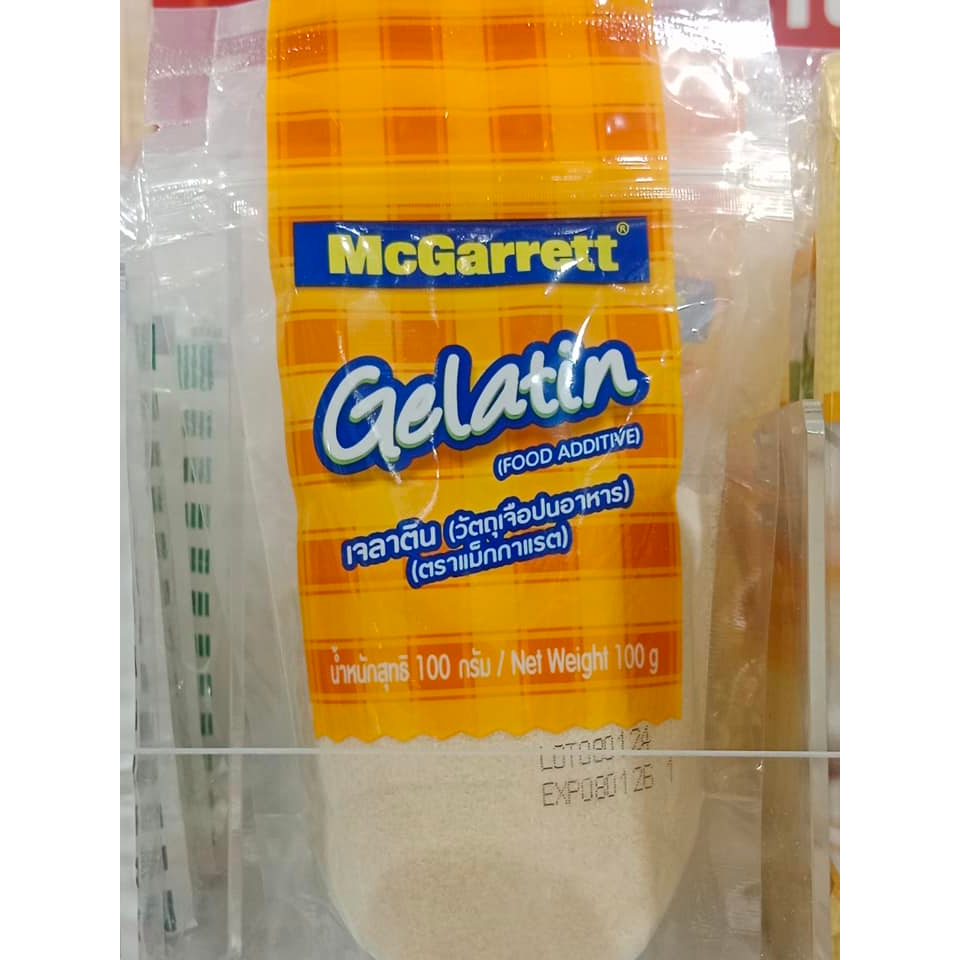 McGarrett®
Gelatin
(FOOD ADDITIVE)
เจลาติน (วัตถุเจือปนอาหาร)
(ตราแม็กกาแรต)
น้ำหนักสุทธิ 100 กรัม / Net Weight 100 g
LOT080124
EXP080126 1